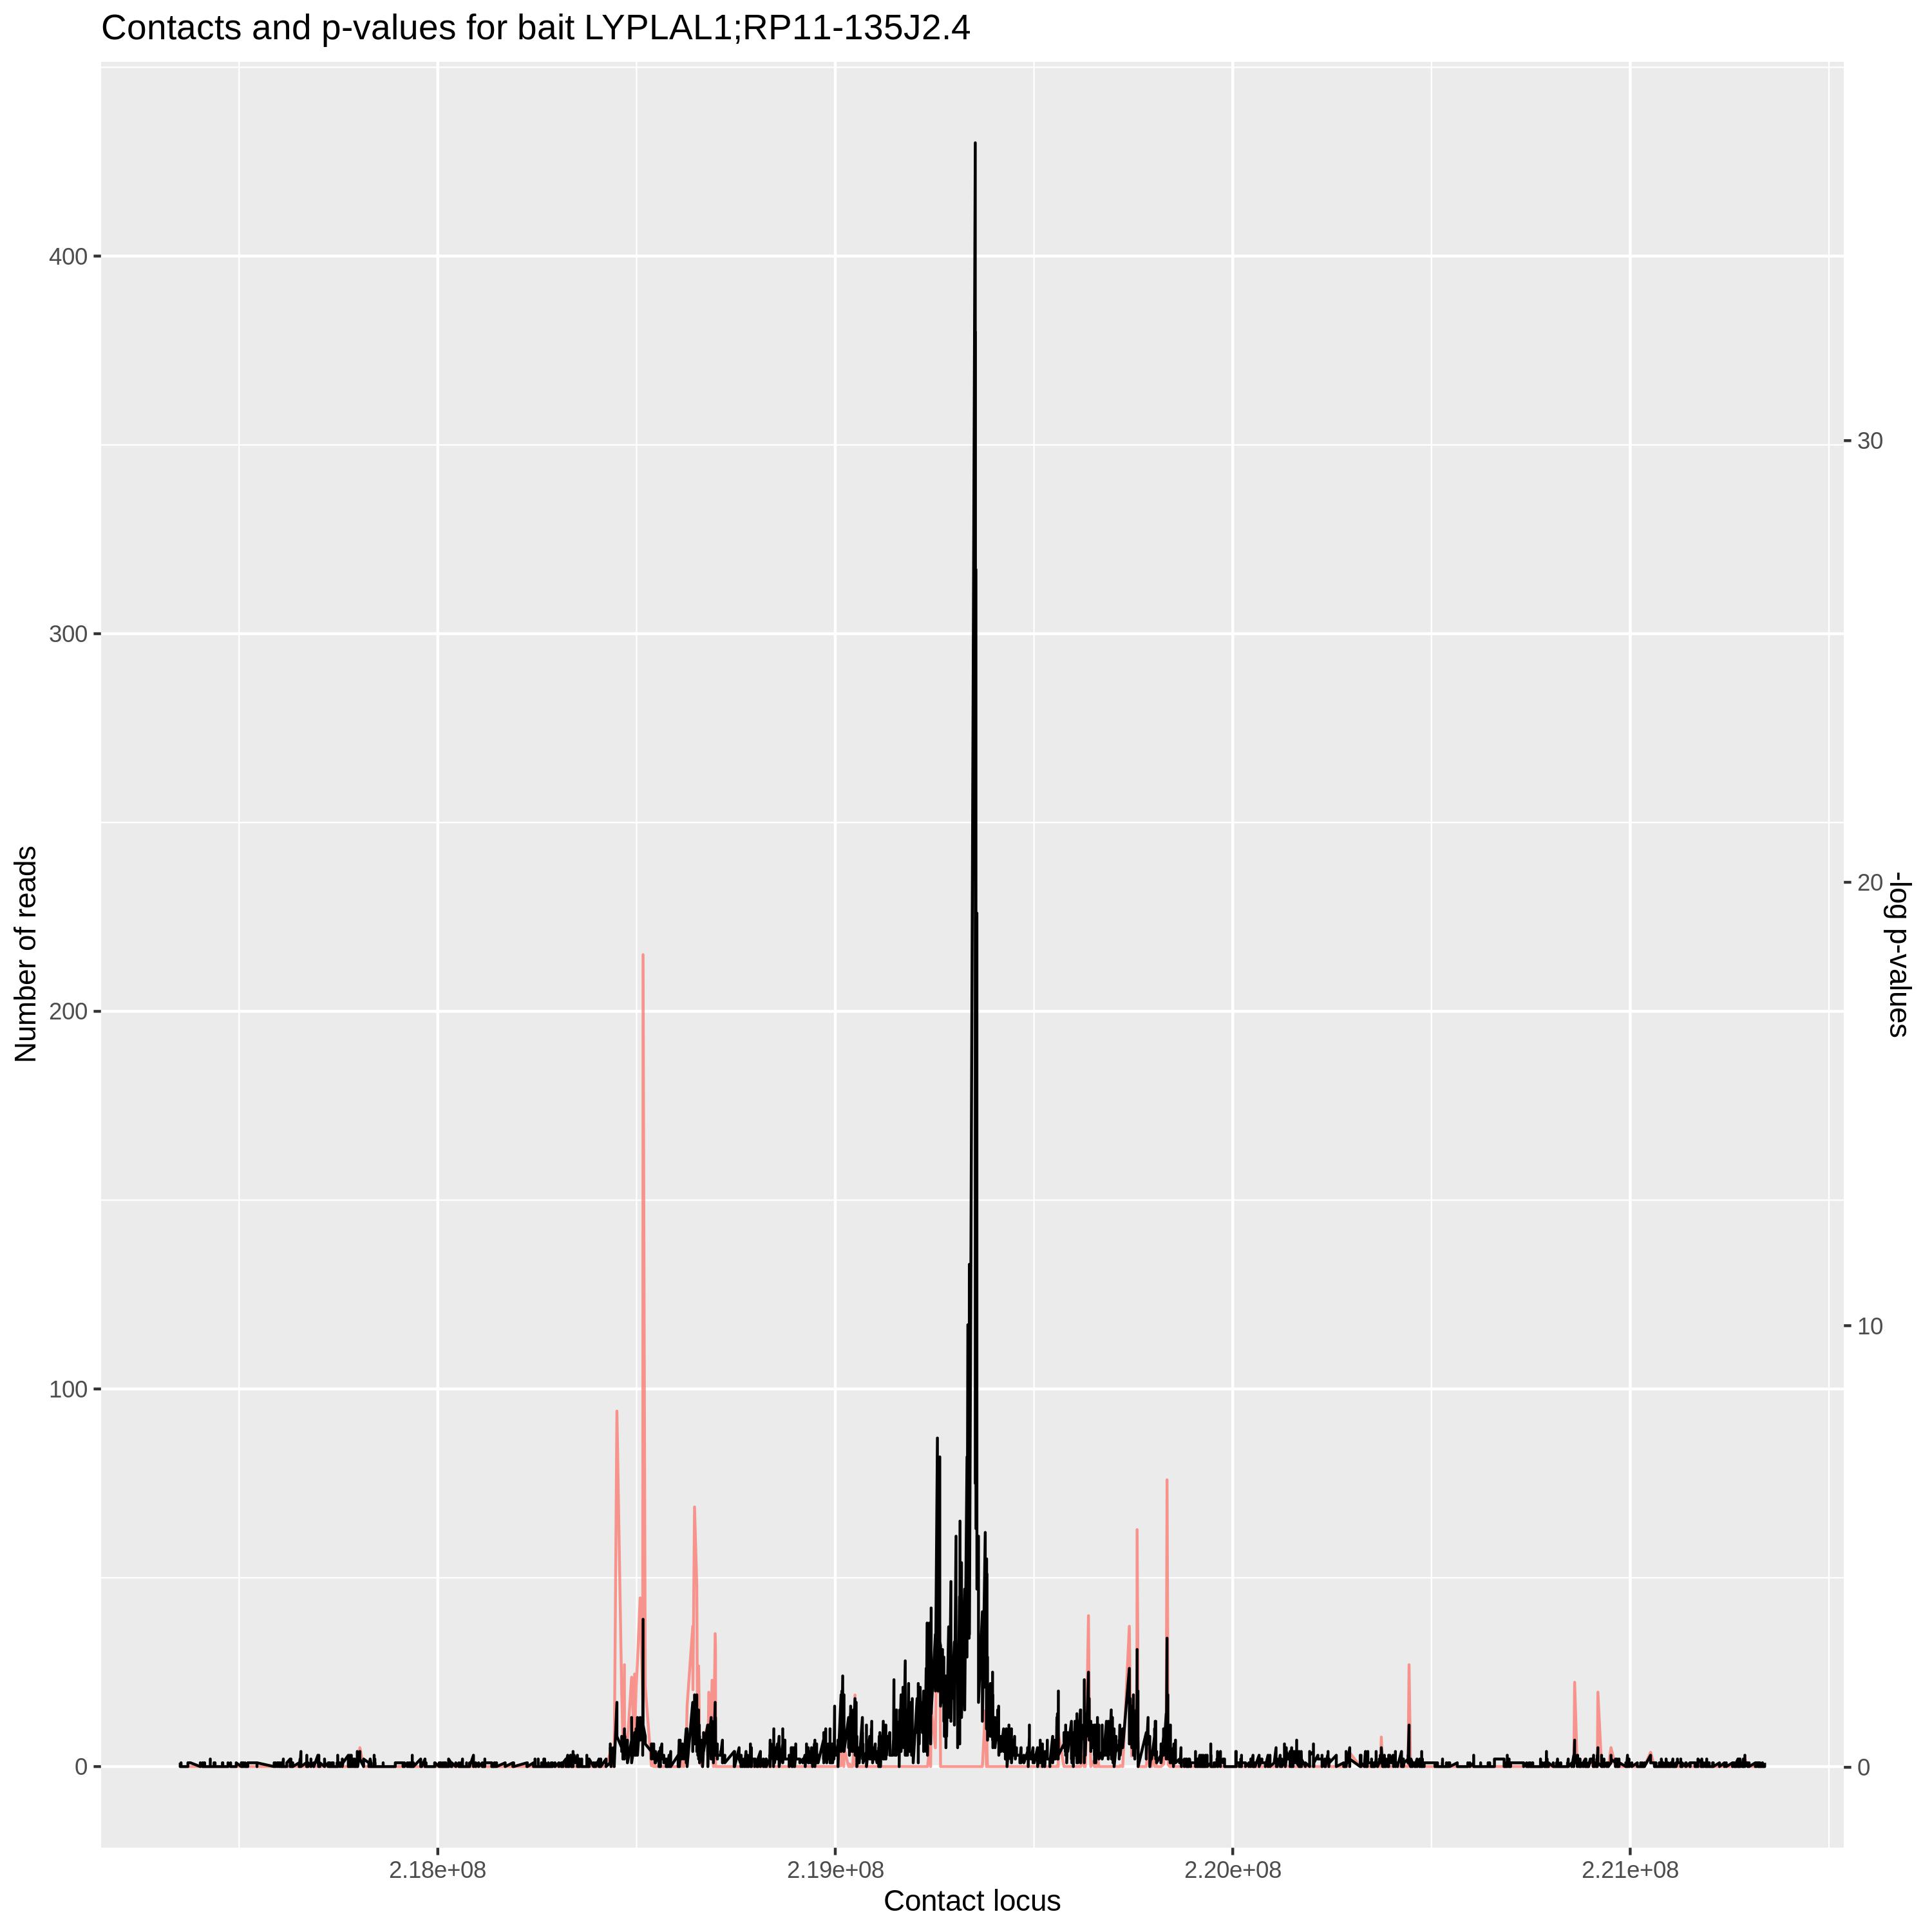 Contacts and p-values for bait LYPLAL1;RP11-135J2.4
Number of reads
400
300
200
100
0
30
20
10
0
-log p-values
2.18e+08
2.19e+08
2.20e+08
2.21e+08
Contact locus